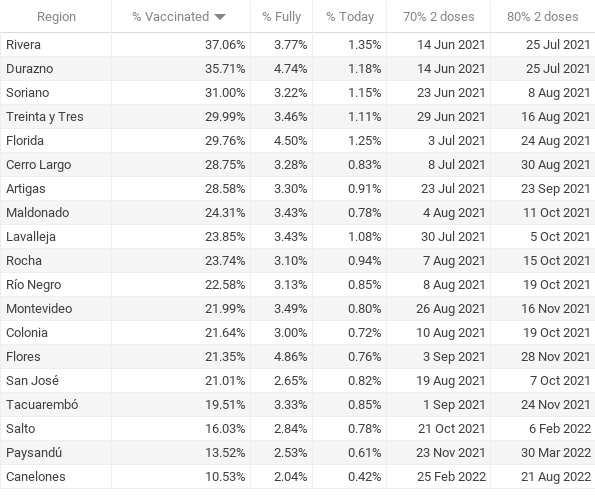 Region % Vaccinated % Fully % Today 70% 2 doses 80% 2 doses
Rivera 37.06% 3.77% 1.35% 14 Jun 2021 25 Jul 2021
Durazno 35.71% 4.74% 1.18% 14 Jun 2021 25 Jul 2021
Soriano 31.00% 3.22% 1.15% 23 Jun 2021 8 Aug 2021
Treinta y Tres 29.99% 3.46% 1.11% 29 Jun 2021 16 Aug 2021
Florida 29.76% 4.50% 1.25% 3 Jul 2021 24 Aug 2021
Cerro Largo 28.75% 3.28% 0.83% 8 Jul 2021 30 Aug 2021
Artigas 28.58% 3.30% 0.91% 23 Jul 2021 23 Sep 2021
Maldonado 24.31% 3.43% 0.78% 4 Aug 2021 11 Oct 2021
Lavalleja 23.85% 3.43% 1.08% 30 Jul 2021 5 Oct 2021
Rocha 23.74% 3.10% 0.94% 7 Aug 2021 15 Oct 2021
Río Negro 22.58% 3.13% 0.85% 8 Aug 2021 19 Oct 2021
Montevideo 21.99% 3.49% 0.80% 26 Aug 2021 16 Nov 2021
Colonia 21.64% 3.00% 0.72% 10 Aug 2021 19 Oct 2021
Flores 21.35% 4.86% 0.76% 3 Sep 2021 28 Nov 2021
San José 21.01% 2.65% 0.82% 19 Aug 2021 7 Oct 2021
Tacuarembó 19.51% 3.33% 0.85% 1 Sep 2021 24 Nov 2021
Salto 16.03% 2.84% 0.78% 21 Oct 2021 6 Feb 2022
Paysandú 13.52% 2.53% 0.61% 23 Nov 2021 30 Mar 2022
Canelones 10.53% 2.04% 0.42% 25 Feb 2022 21 Aug 2022